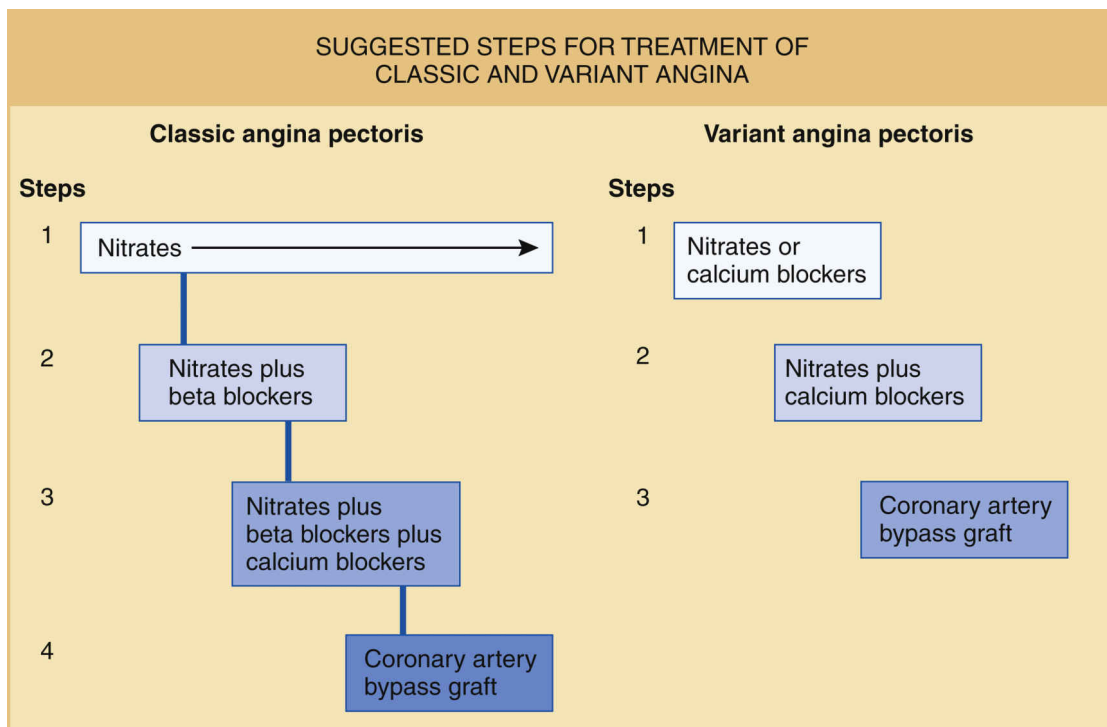 SUGGESTED STEPS FOR TREATMENT OF
CLASSIC AND VARIANT ANGINA
Classic angina pectoris
Steps
1
Nitrates
2
Nitrates plus
beta blockers
3
Nitrates plus
beta blockers plus
calcium blockers
4
Coronary artery
bypass graft
Variant angina pectoris
Steps
1
Nitrates or
calcium blockers
2
Nitrates plus
calcium blockers
3
Coronary artery
bypass graft